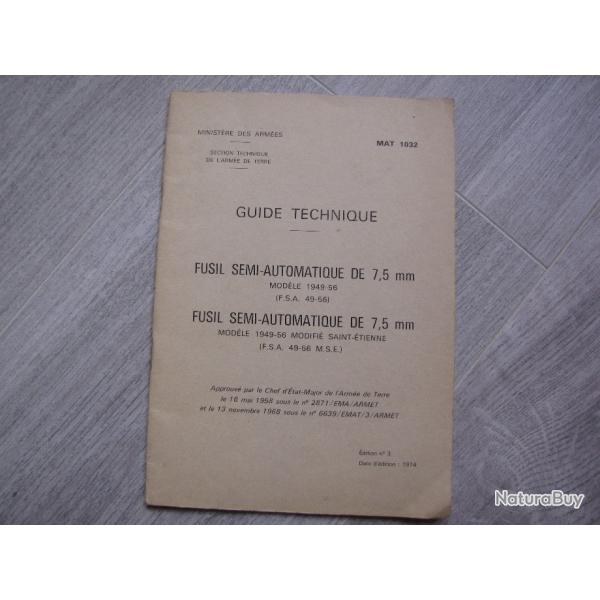 MINISTÈRE DES ARMÉES
MAT 1032
SECTION TECHNIQUE
DE L'ARMÉE DE TERRE
GUIDE TECHNIQUE
FUSIL SEMI-AUTOMATIQUE DE 7,5 mm
MODÈLE 1949-56
(F.S.A. 49-56)
FUSIL SEMI-AUTOMATIQUE DE 7,5 mm
MODÈLE 1949-56 MODIFIÉ SAINT-ÉTIENNE
(F.S.A. 49-56 M.S.E.)
Approuvé par le Chef d'État-Major de l'Armée de Terre
le 16 mai 1958 sous le n° 2871/EMA/ARMET
et le 13 novembre 1968 sous le n° 6639/EMAT/3/ARMET
Édition n° 3
Date d'édition : 1974
NaturaBuy